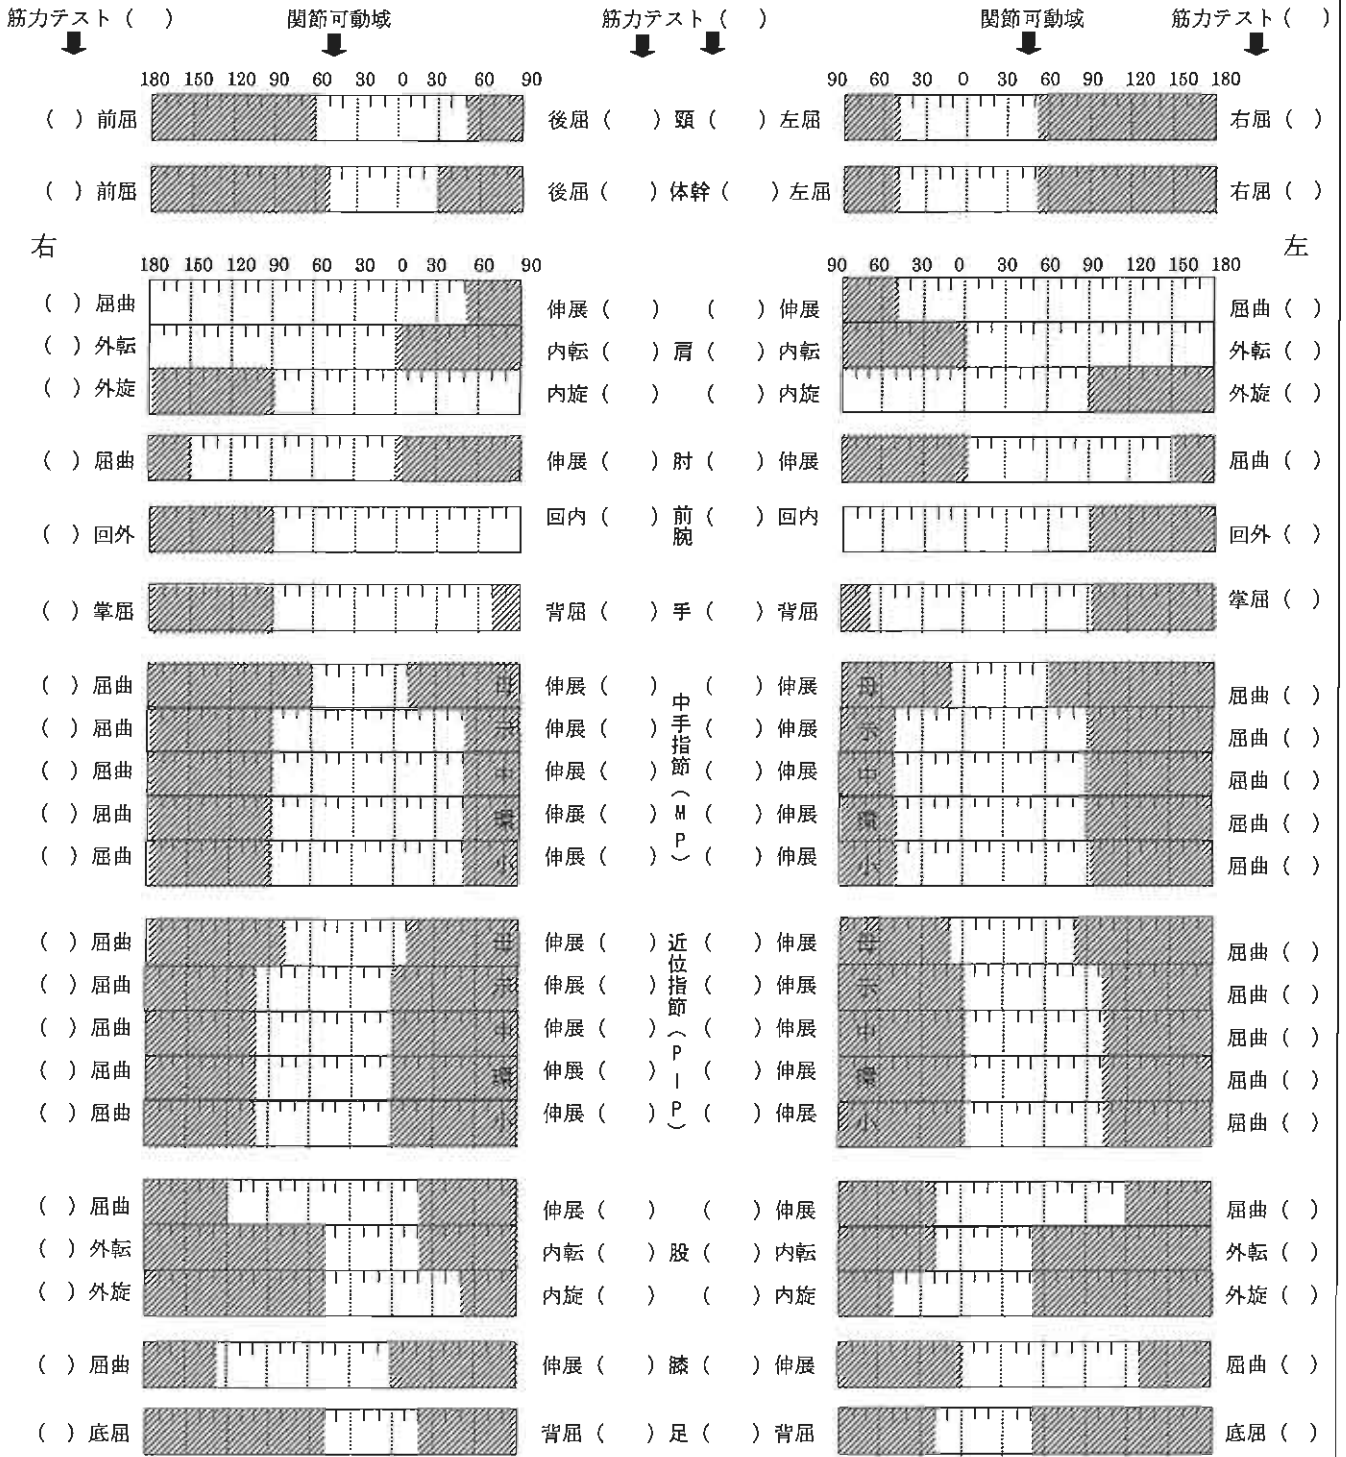 筋力テスト ( ) 関節可動域 筋力テスト ( ) 関節可動域 筋力テスト ( )
180 150 120 90 60 30 0 30 60 90 90 60 30 0 30 60 90 120 150 180
( ) 前屈 後屈 ( ) 頸 ( ) 左屈 右屈 ( )
( ) 前屈 後屈 ( ) 体幹 ( ) 左屈 右屈 ( )
右 左
180 150 120 90 60 30 0 30 60 90 90 60 30 0 30 60 90 120 150 180
( ) 屈曲 伸展 ( ) ( ) 伸展 屈曲 ( )
( ) 外転 内転 ( ) 肩 ( ) 内転 外転 ( )
( ) 外旋 内旋 ( ) ( ) 内旋 外旋 ( )
( ) 屈曲 伸展 ( ) 肘 ( ) 伸展 屈曲 ( )
( ) 回外 回内 ( ) 前腕 ( ) 回内 回外 ( )
( ) 掌屈 背屈 ( ) 手 ( ) 背屈 掌屈 ( )
中手指節(MP)
( ) 屈曲 母 伸展 ( ) ( ) 伸展 母 屈曲 ( )
( ) 屈曲 示 伸展 ( ) ( ) 伸展 示 屈曲 ( )
( ) 屈曲 中 伸展 ( ) ( ) 伸展 中 屈曲 ( )
( ) 屈曲 環 伸展 ( ) ( ) 伸展 環 屈曲 ( )
( ) 屈曲 小 伸展 ( ) ( ) 伸展 小 屈曲 ( )
近位指節(PIP)
( ) 屈曲 母 伸展 ( ) ( ) 伸展 母 屈曲 ( )
( ) 屈曲 示 伸展 ( ) ( ) 伸展 示 屈曲 ( )
( ) 屈曲 中 伸展 ( ) ( ) 伸展 中 屈曲 ( )
( ) 屈曲 環 伸展 ( ) ( ) 伸展 環 屈曲 ( )
( ) 屈曲 小 伸展 ( ) ( ) 伸展 小 屈曲 ( )
( ) 屈曲 伸展 ( ) ( ) 伸展 屈曲 ( )
( ) 外転 内転 ( ) 股 ( ) 内転 外転 ( )
( ) 外旋 内旋 ( ) ( ) 内旋 外旋 ( )
( ) 屈曲 伸展 ( ) 膝 ( ) 伸展 屈曲 ( )
( ) 底屈 背屈 ( ) 足 ( ) 背屈 底屈 ( )